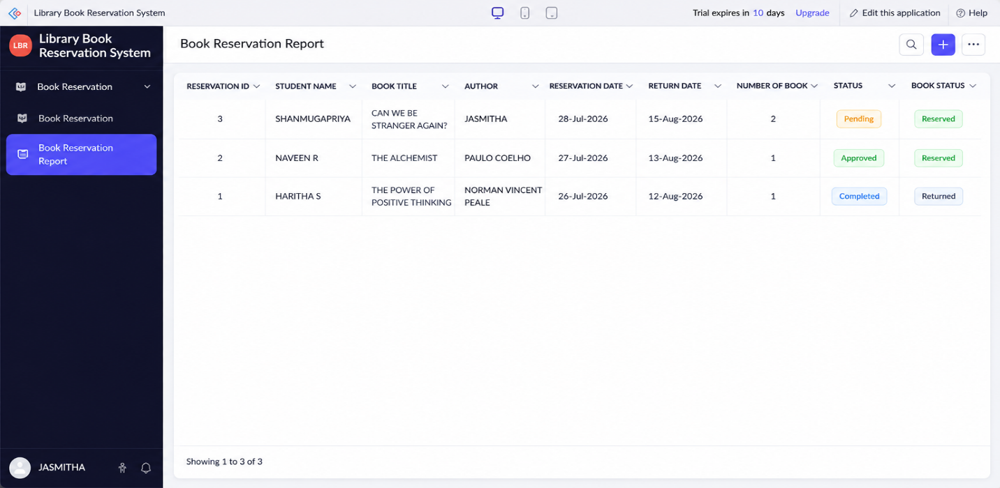 Library Book Reservation System
Trial expires in 10 days Upgrade Edit this application Help
LBR
Library Book
Reservation System
Book Reservation
Book Reservation
Book Reservation
Report
JASMITHA
Book Reservation Report
RESERVATION ID STUDENT NAME BOOK TITLE AUTHOR RESERVATION DATE RETURN DATE NUMBER OF BOOK STATUS BOOK STATUS
3 SHANMUGAPRIYA CAN WE BE
STRANGER AGAIN? JASMITHA 28-Jul-2026 15-Aug-2026 2 Pending Reserved
2 NAVEEN R THE ALCHEMIST PAULO COELHO 27-Jul-2026 13-Aug-2026 1 Approved Reserved
1 HARITHA S THE POWER OF
POSITIVE THINKING NORMAN VINCENT
PEALE 26-Jul-2026 12-Aug-2026 1 Completed Returned
Showing 1 to 3 of 3